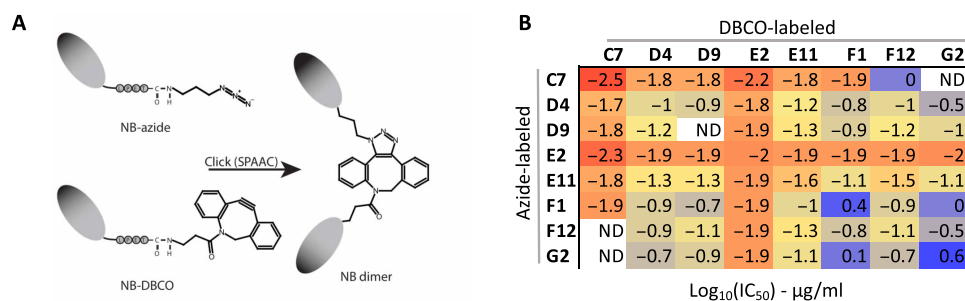 A
L P E T C N
O H
N N N
+ −
NB-azide
Click (SPAAC)
L P E T C N
O H
N
O
NB-DBCO
N N N
N
O
NB dimer
B
DBCO-labeled
C7 D4 D9 E2 E11 F1 F12 G2
Azide-labeled
C7 −2.5 −1.8 −1.8 −2.2 −1.8 −1.9 0 ND
D4 −1.7 −1 −0.9 −1.8 −1.2 −0.8 −1 −0.5
D9 −1.8 −1.2 ND −1.9 −1.3 −0.9 −1.2 −1
E2 −2.3 −1.9 −1.9 −2 −1.9 −1.9 −1.9 −2
E11 −1.8 −1.3 −1.3 −1.9 −1.6 −1.1 −1.5 −1.1
F1 −1.9 −0.9 −0.7 −1.9 −1 0.4 −0.9 0
F12 ND −0.9 −1.1 −1.9 −1.3 −0.8 −1.1 −0.5
G2 ND −0.7 −0.9 −1.9 −1.1 0.1 −0.7 0.6
Log10(IC50) - µg/ml